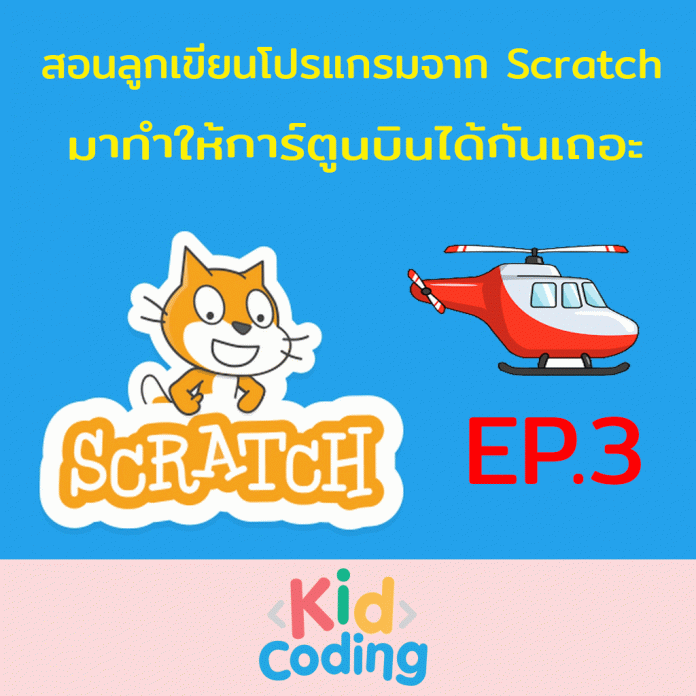 สอนลูกเขียนโปรแกรมจาก Scratch
มาทำให้การ์ตูนบินได้กันเถอะ
SCRATCH
EP.3
<Kid>
Coding